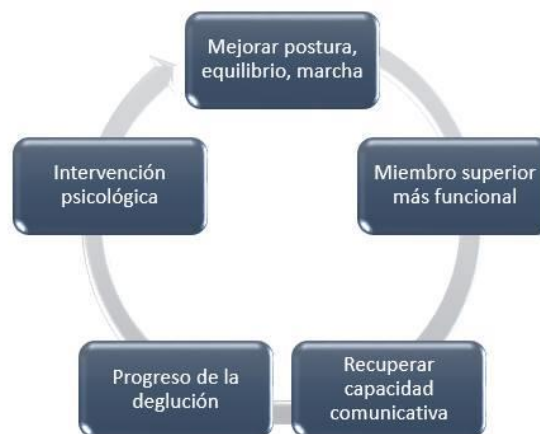 Mejorar postura,
equilibrio, marcha
Miembro superior
más funcional
Recuperar
capacidad
comunicativa
Progreso de la
deglución
Intervención
psicológica